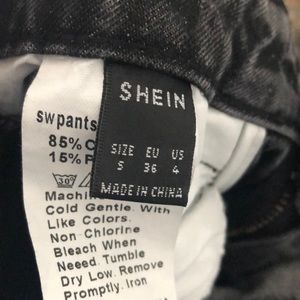 SHEIN
SIZE EU US
S 36 4
MADE IN CHINA
swpants
85%
15%
30°
Cold Gentle. With
Like Colors.
Non Chlorine
Bleach When
Neeed. Tumble
Dry Low. Remove
Promptly. Iron